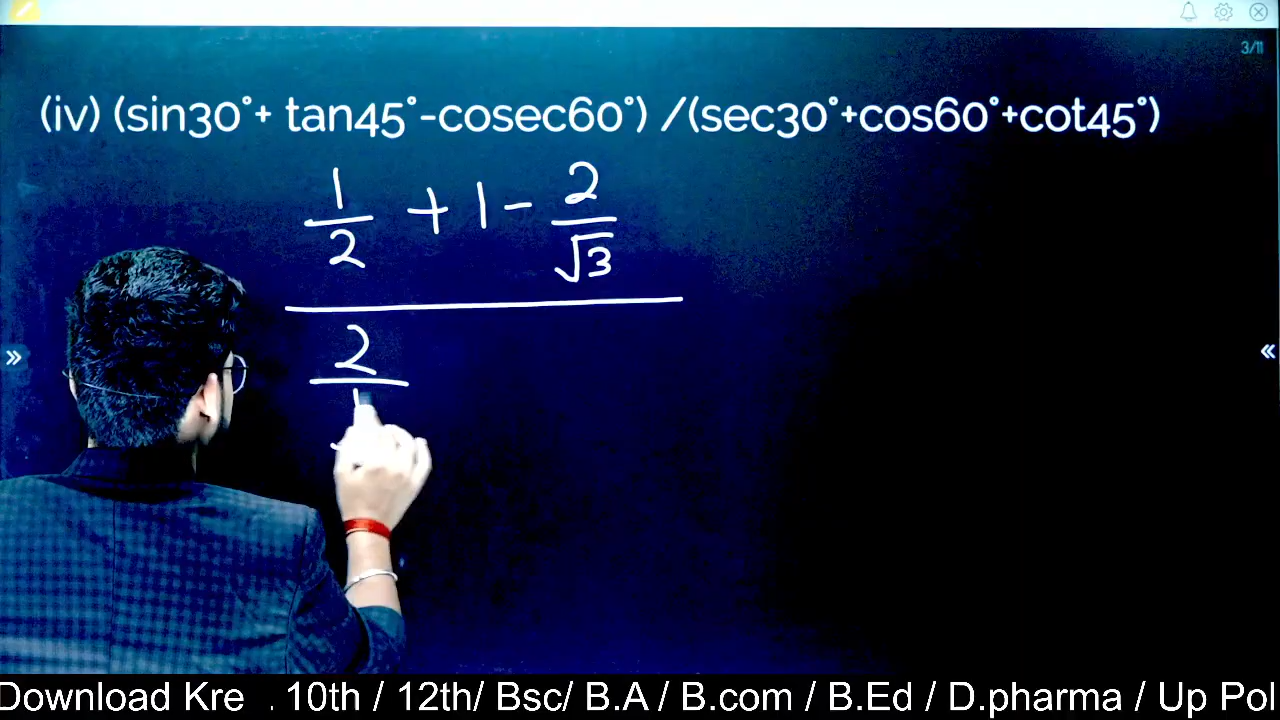 3/11
(iv) (sin30°+ tan45°-cosec60°) /(sec30°+cos60°+cot45°)
1/2 + 1 - 2/√3
2
Download Kre . 10th / 12th/ Bsc/ B.A / B.com / B.Ed / D.pharma / Up Pol